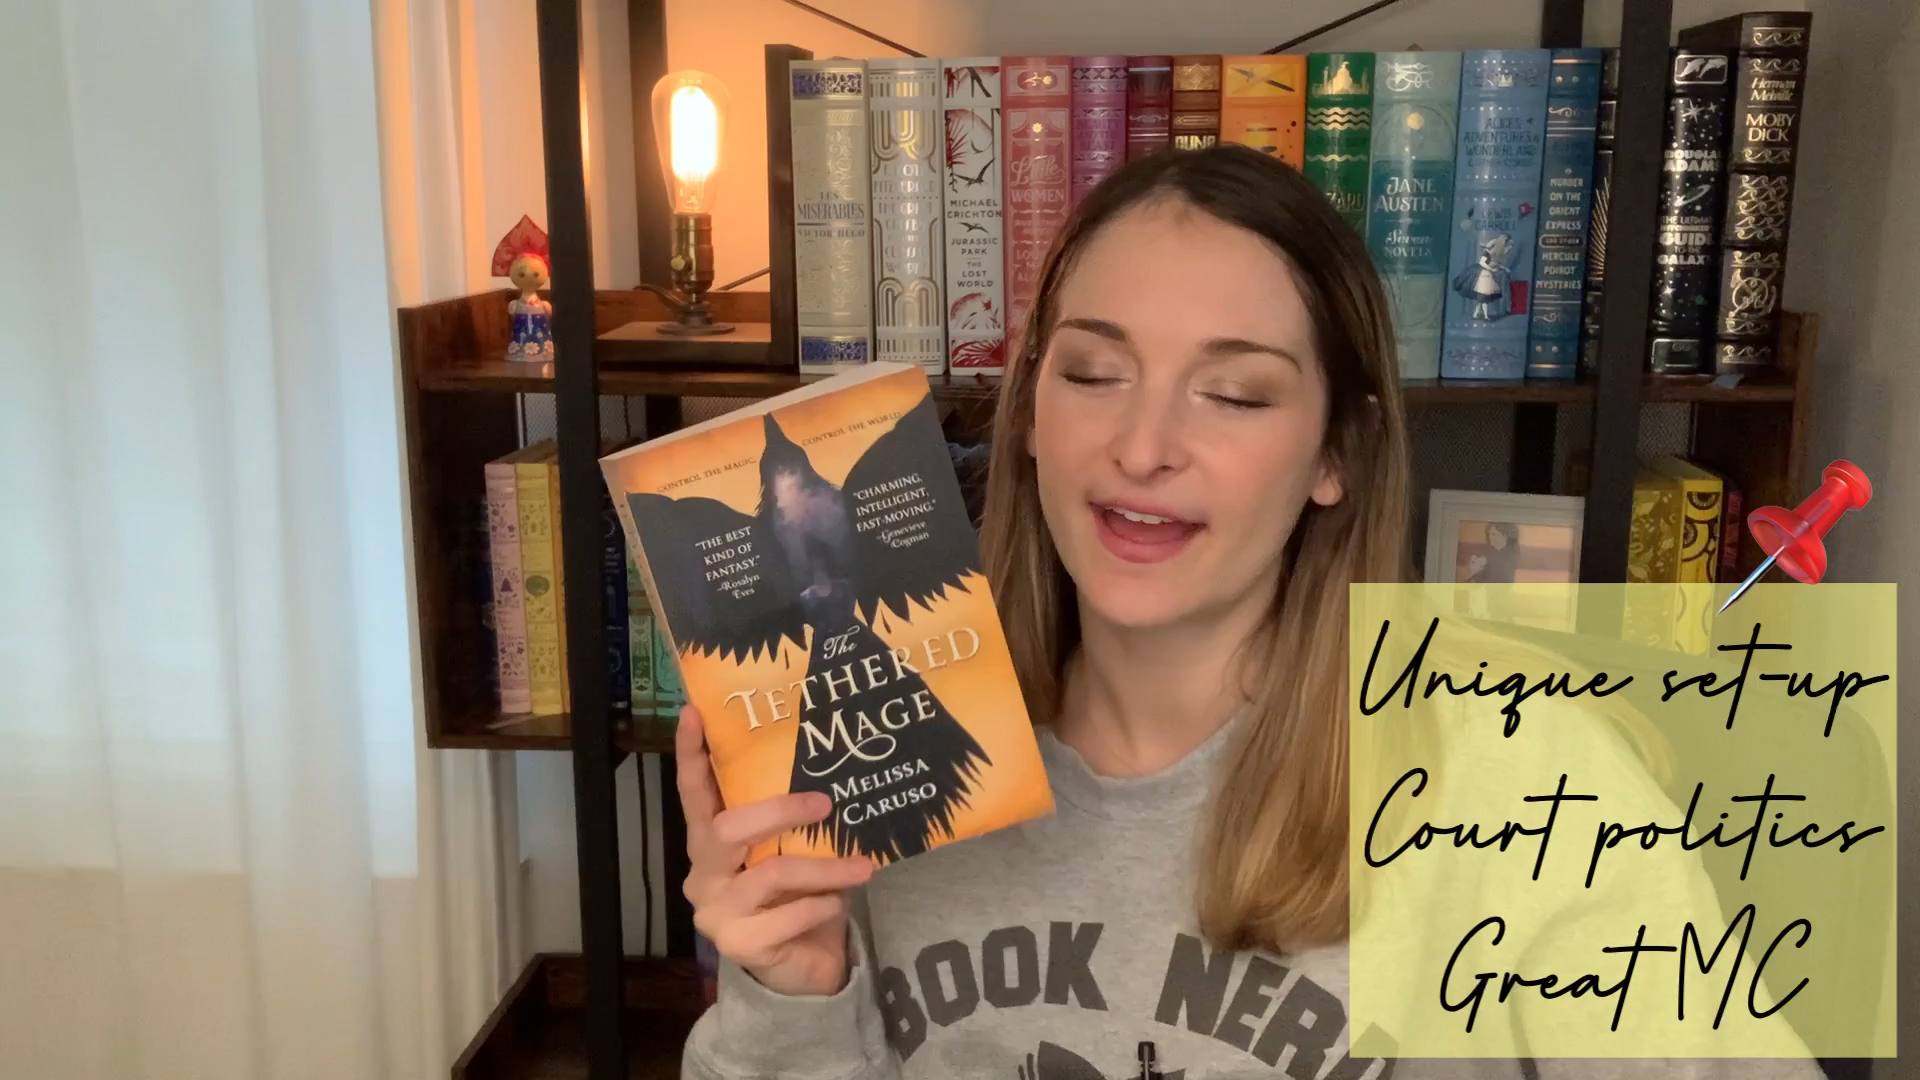 LES
MISERABLES
VICTOR HUGO
MICHAEL
CRICHTON
JURASSIC
PARK
THE
LOST
WORLD
Little
WOMEN
JANE
AUSTEN
Seven
NOVELS
ALICE'S
ADVENTURES
WONDERLAND
LEWIS
CARROLL
MURDER
ON THE
ORIENT
EXPRESS
AND OTHER
HERCULE
POIROT
MYSTERIES
DOUGLAS
ADAMS
THE ULTIMATE
GUIDE
TO THE
GALAXY
Herman
Melville
MOBY
DICK
CONTROL THE MAGIC,
CONTROL THE WORLD
"THE BEST
KIND OF
FANTASY."
-Rosalyn
Eves
"CHARMING,
INTELLIGENT,
FAST-MOVING."
-Genevieve
Cogman
The
TETHERED
MAGE
MELISSA
CARUSO
BOOK NERD
Unique set-up
Court politics
Great MC